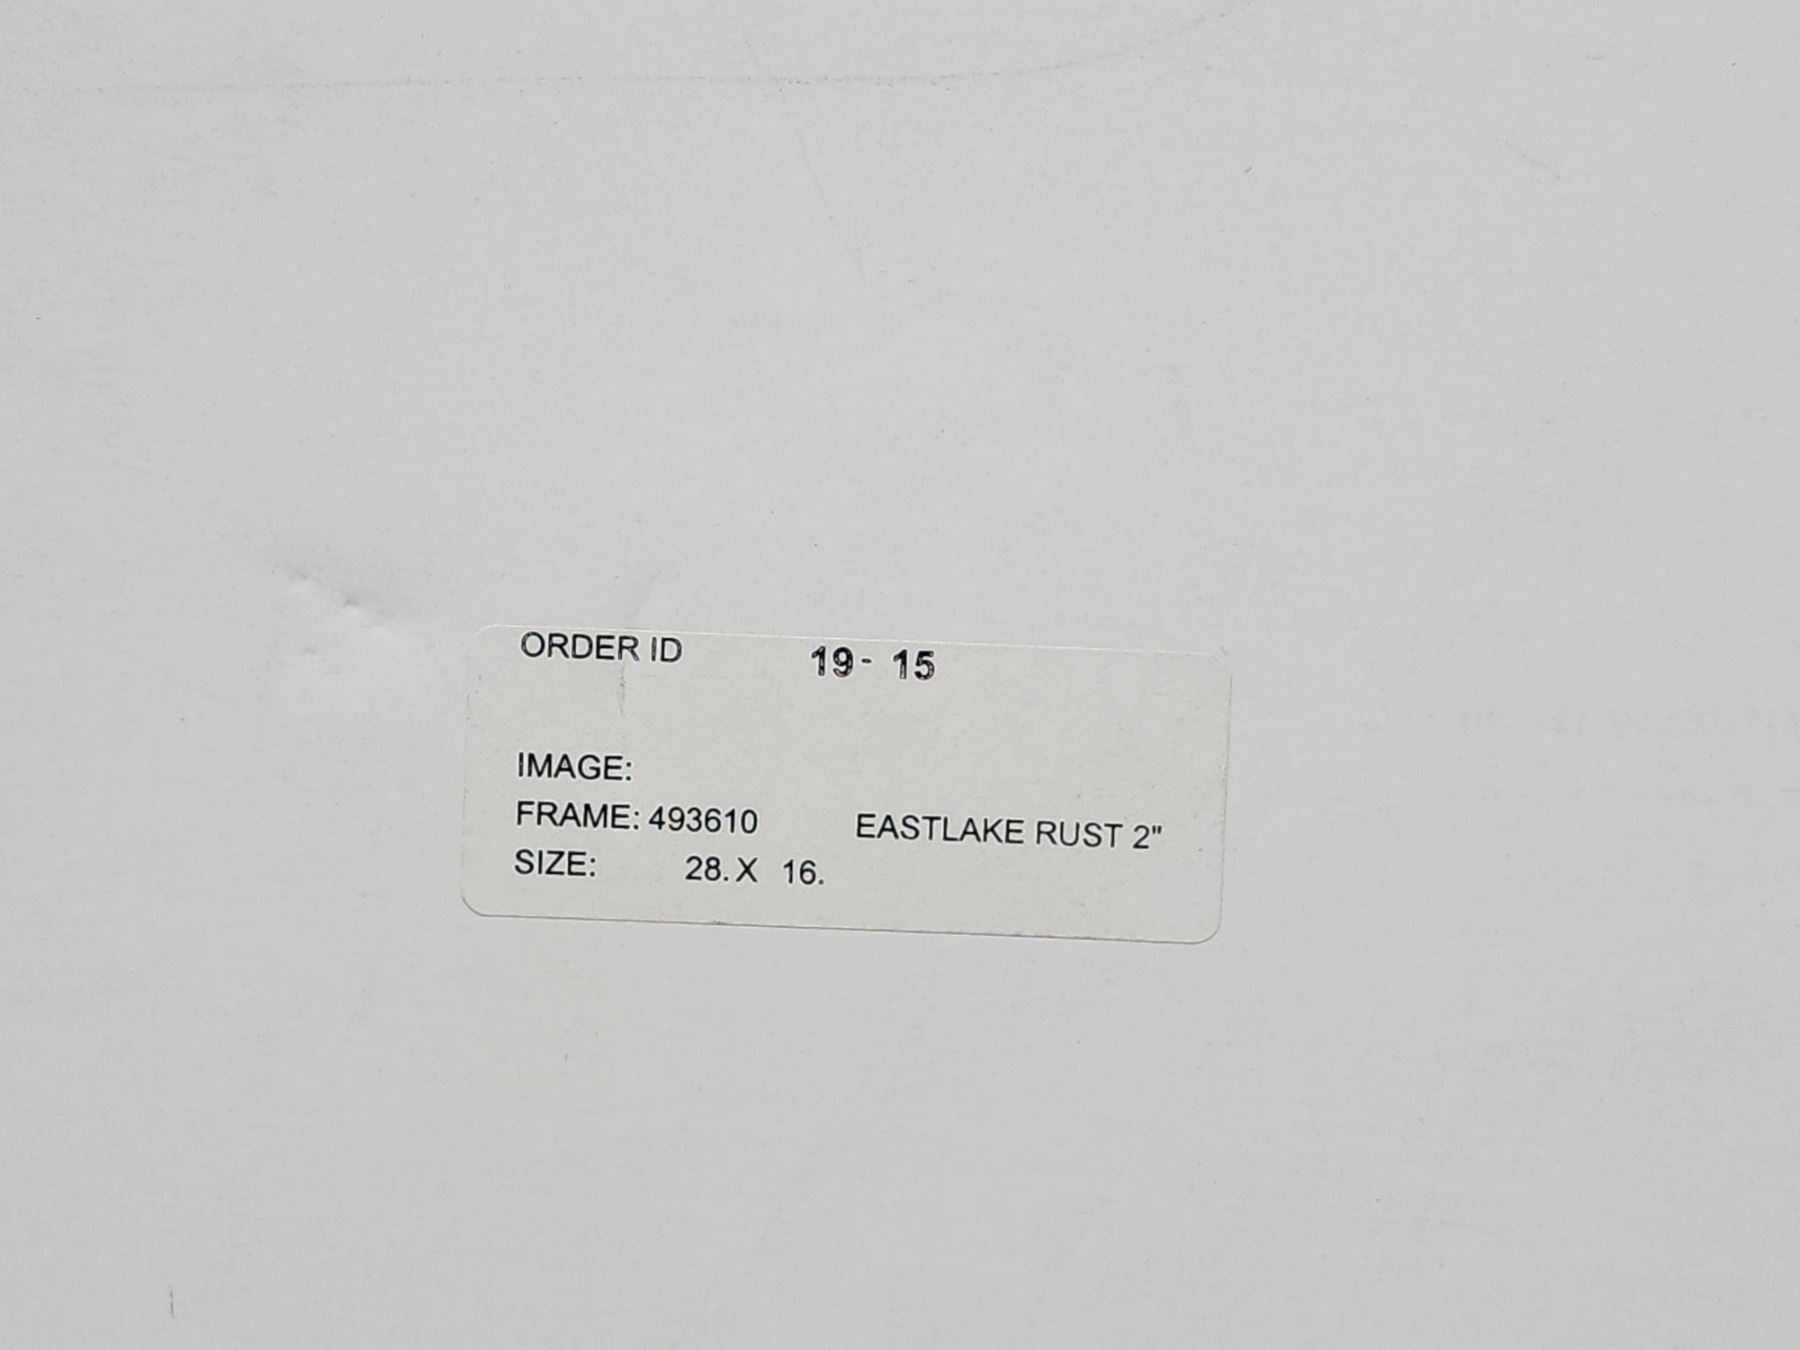 ORDER ID 19- 15
IMAGE:
FRAME: 493610 EASTLAKE RUST 2"
SIZE: 28. X 16.